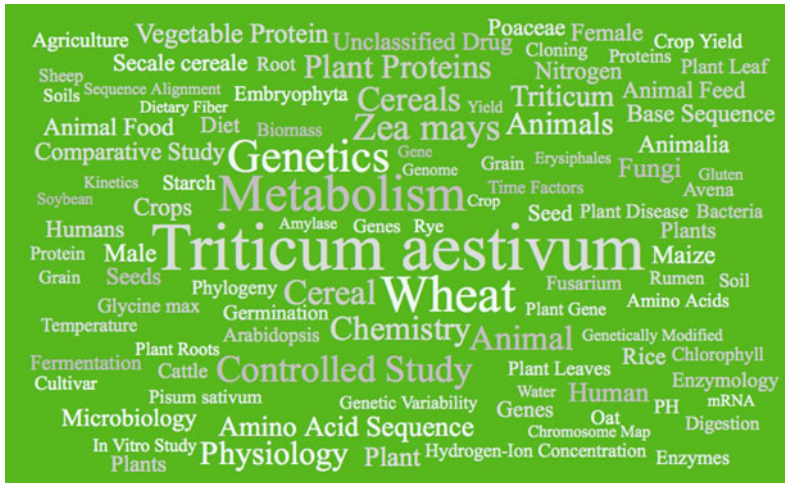 Agriculture
Vegetable Protein
Unclassified Drug
Poaceae
Female
Cloning
Proteins
Crop Yield
Secale cereale
Root
Plant Proteins
Nitrogen
Plant Leaf
Sheep
Sequence Alignment
Soils
Dietary Fiber
Embryophyta
Cereals
Yield
Triticum
Animal Feed
Base Sequence
Animal Food
Diet
Biomass
Zea mays
Animals
Animalia
Comparative Study
Genetics
Gene
Genome
Grain
Erysiphales
Fungi
Gluten
Kinetics
Starch
Metabolism
Crop
Time Factors
Avena
Soybean
Crops
Humans
Amylase
Genes
Rye
Seed
Plant Disease
Bacteria
Plants
Protein
Male
Triticum aestivum
Maize
Grain
Seeds
Phylogeny
Cereal
Wheat
Fusarium
Rumen
Soil
Glycine max
Germination
Plant Gene
Amino Acids
Temperature
Arabidopsis
Chemistry
Animal
Genetically Modified
Plant Roots
Fermentation
Cattle
Controlled Study
Plant Leaves
Rice
Chlorophyll
Cultivar
Pisum sativum
Genetic Variability
Water
Human
Enzymology
Genes
PH
mRNA
Microbiology
Amino Acid Sequence
Oat
Chromosome Map
Digestion
In Vitro Study
Plants
Physiology
Plant
Hydrogen-Ion Concentration
Enzymes